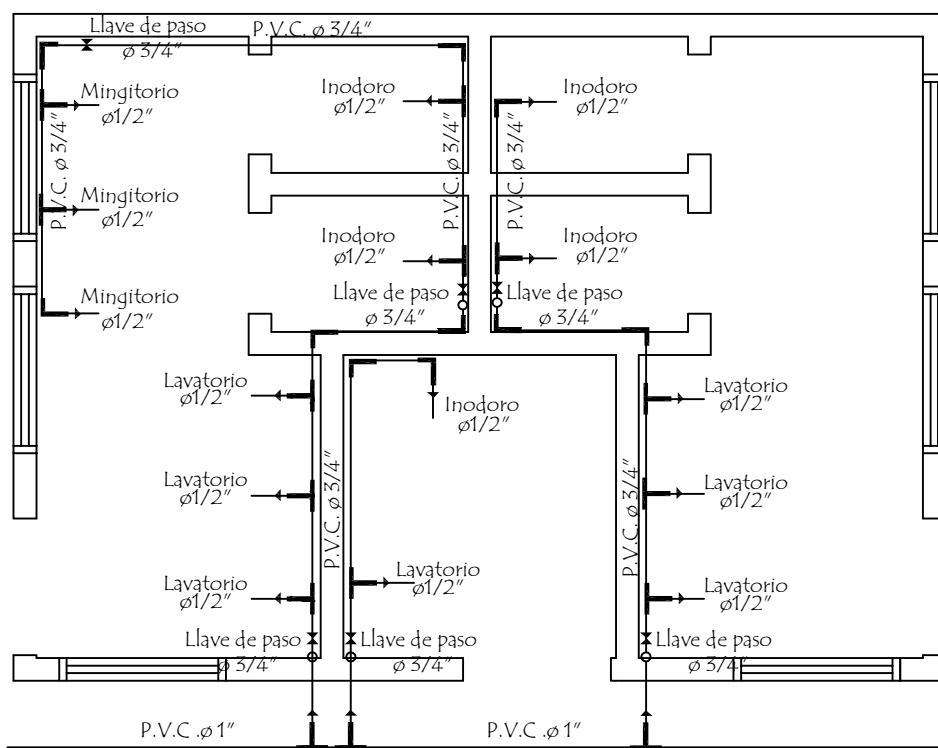 Llave de paso
ø 3/4"
P.V.C. ø 3/4"
Mingitorio
ø1/2"
Inodoro
ø1/2"
Inodoro
ø1/2"
P.V.C. ø 3/4"
P.V.C. ø 3/4"
P.V.C. ø 3/4"
Mingitorio
ø1/2"
Inodoro
ø1/2"
Inodoro
ø1/2"
Mingitorio
ø1/2"
Llave de paso
ø 3/4"
Llave de paso
ø 3/4"
Lavatorio
ø1/2"
Inodoro
ø1/2"
Lavatorio
ø1/2"
Lavatorio
ø1/2"
P.V.C. ø 3/4"
P.V.C. ø 3/4"
Lavatorio
ø1/2"
Lavatorio
ø1/2"
Lavatorio
ø1/2"
Lavatorio
ø1/2"
Llave de paso
ø 3/4"
Llave de paso
ø 3/4"
Llave de paso
ø 3/4"
P.V.C .ø 1"
P.V.C. ø 1"